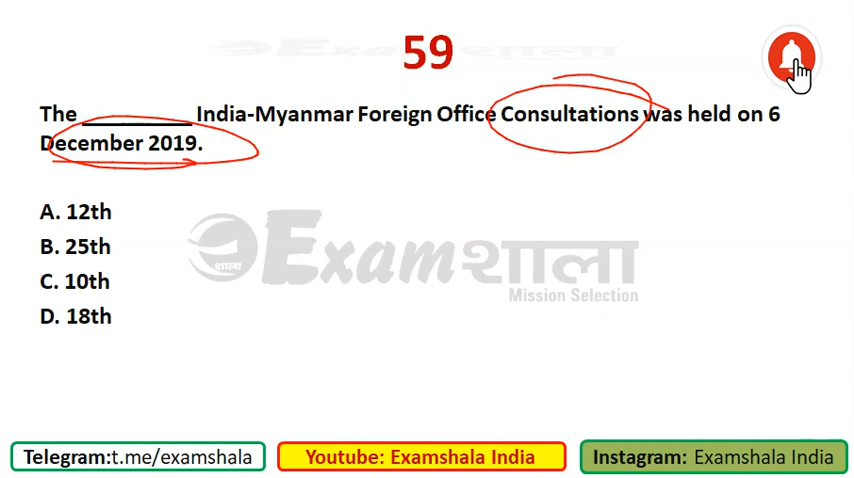 59
The __________ India-Myanmar Foreign Office Consultations was held on 6
December 2019.
A. 12th
B. 25th
C. 10th
D. 18th
Examशाला
शाला
Mission Selection
Telegram:t.me/examshala
Youtube: Examshala India
Instagram: Examshala India